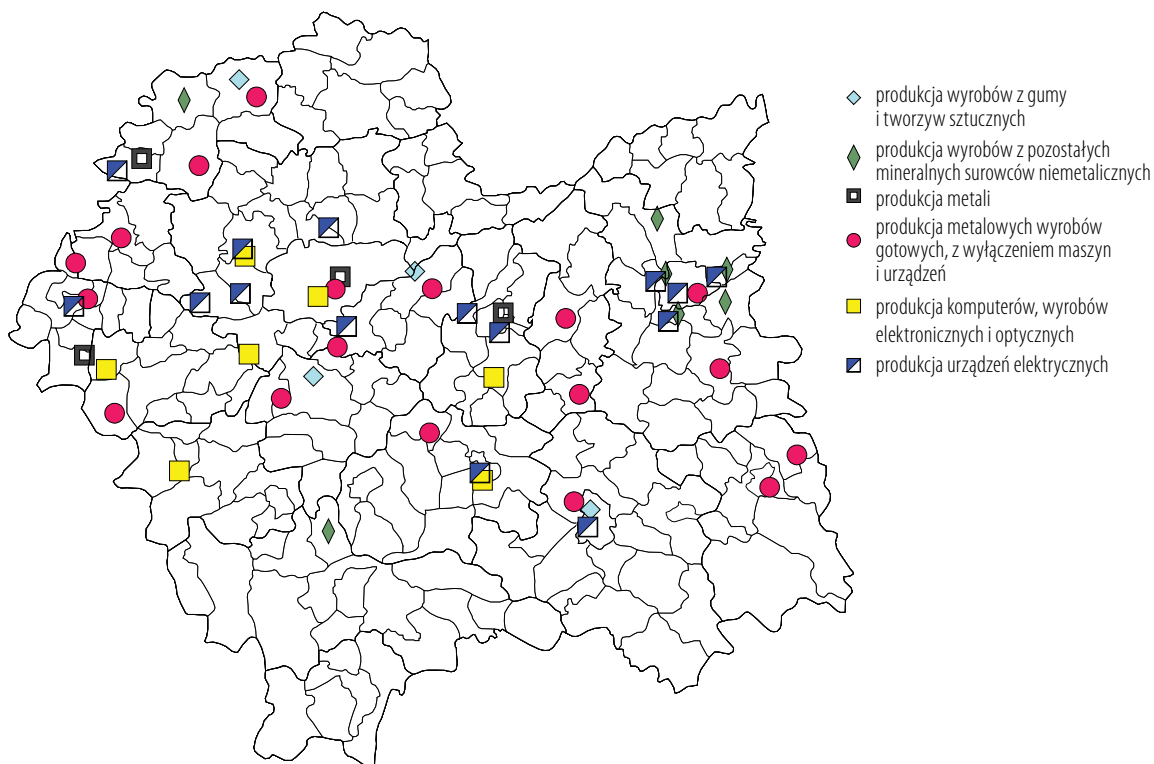 produkcja wyrobów z gumy
i tworzyw sztucznych
produkcja wyrobów z pozostałych
mineralnych surowców niemetalicznych
produkcja metali
produkcja metalowych wyrobów
gotowych, z wyłączeniem maszyn
i urządzeń
produkcja komputerów, wyrobów
elektronicznych i optycznych
produkcja urządzeń elektrycznych